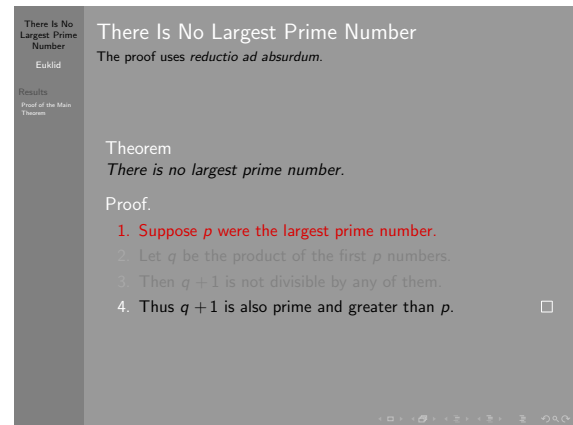 There Is No
Largest Prime
Number
Euklid
Results
Proof of the Main
Theorem
There Is No Largest Prime Number
The proof uses reductio ad absurdum.
Theorem
There is no largest prime number.
Proof.
1. Suppose p were the largest prime number.
2. Let q be the product of the first p numbers.
3. Then q + 1 is not divisible by any of them.
4. Thus q + 1 is also prime and greater than p. □